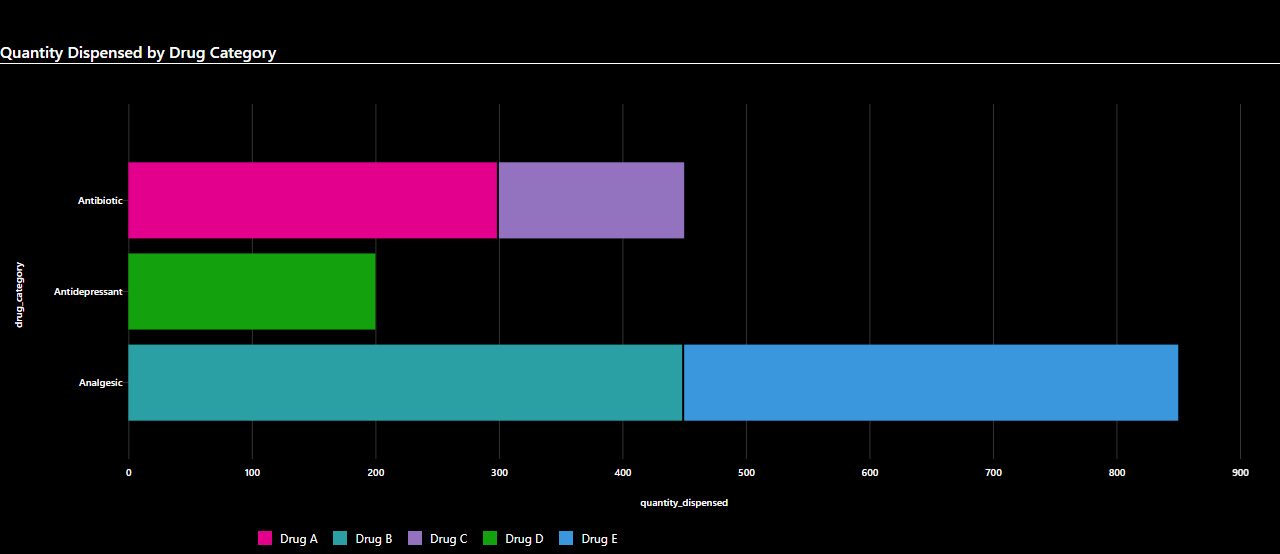 Quantity Dispensed by Drug Category
Antibiotic
Antidepressant
Analgesic
drug_category
0 100 200 300 400 500 600 700 800 900
quantity_dispensed
Drug A Drug B Drug C Drug D Drug E